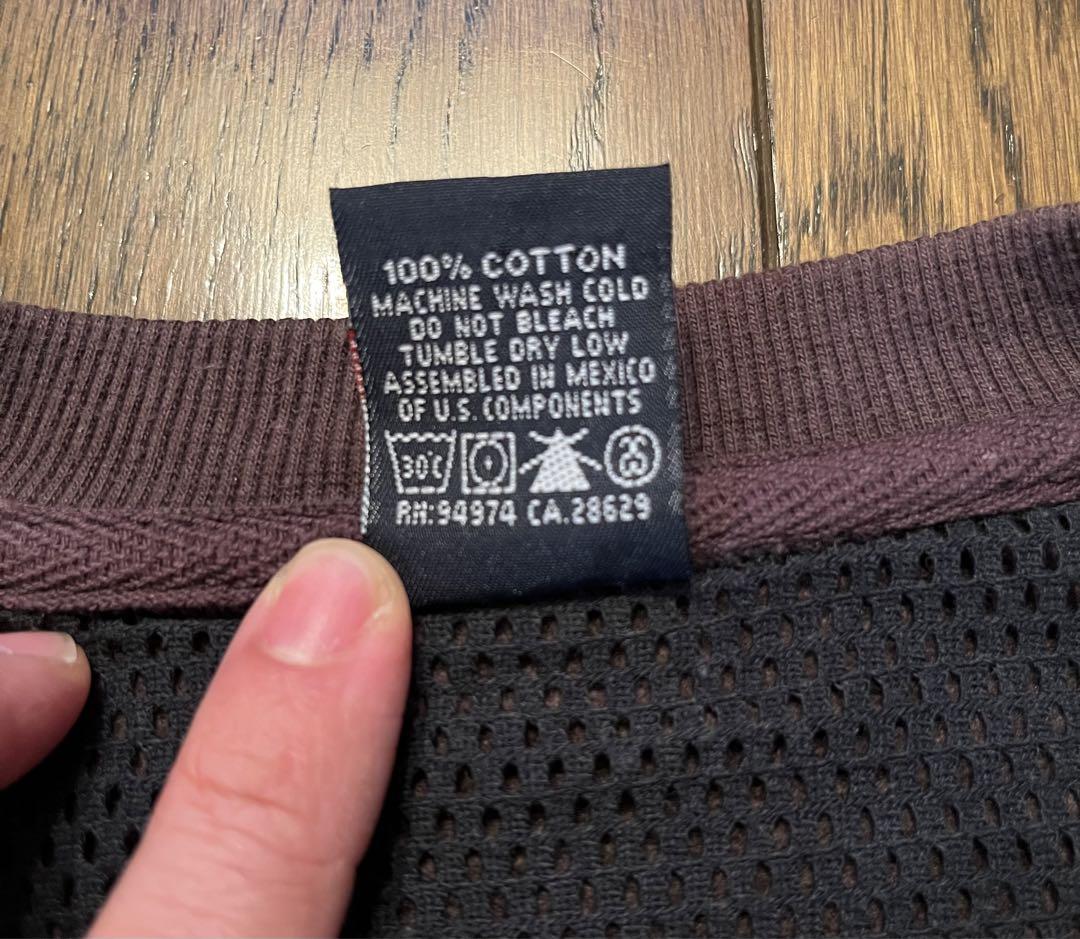 100% COTTON
MACHINE WASH COLD
DO NOT BLEACH
TUMBLE DRY LOW
ASSEMBLED IN MEXICO
OF U.S. COMPONENTS
30°C
RN:94974 CA.28629